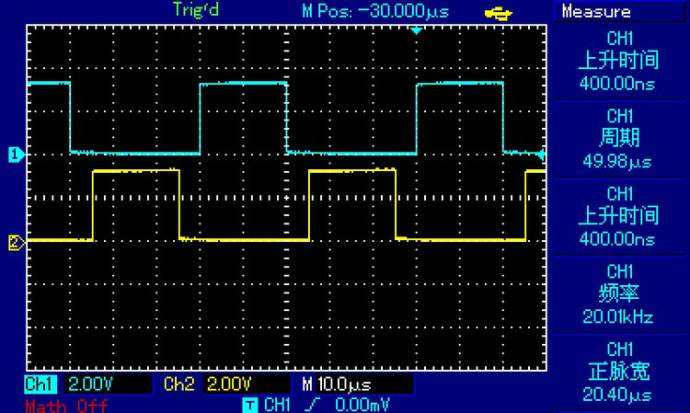 Trig'd M Pos: -30.000µs Measure
CH1
上升时间
400.00ns
CH1
周期
49.98µs
CH1
上升时间
400.00ns
CH1
频率
20.01kHz
CH1
正脉宽
20.40µs
1
2
Ch1 2.00V Ch2 2.00V M 10.0µs
Math Off T CH1 0.00mV